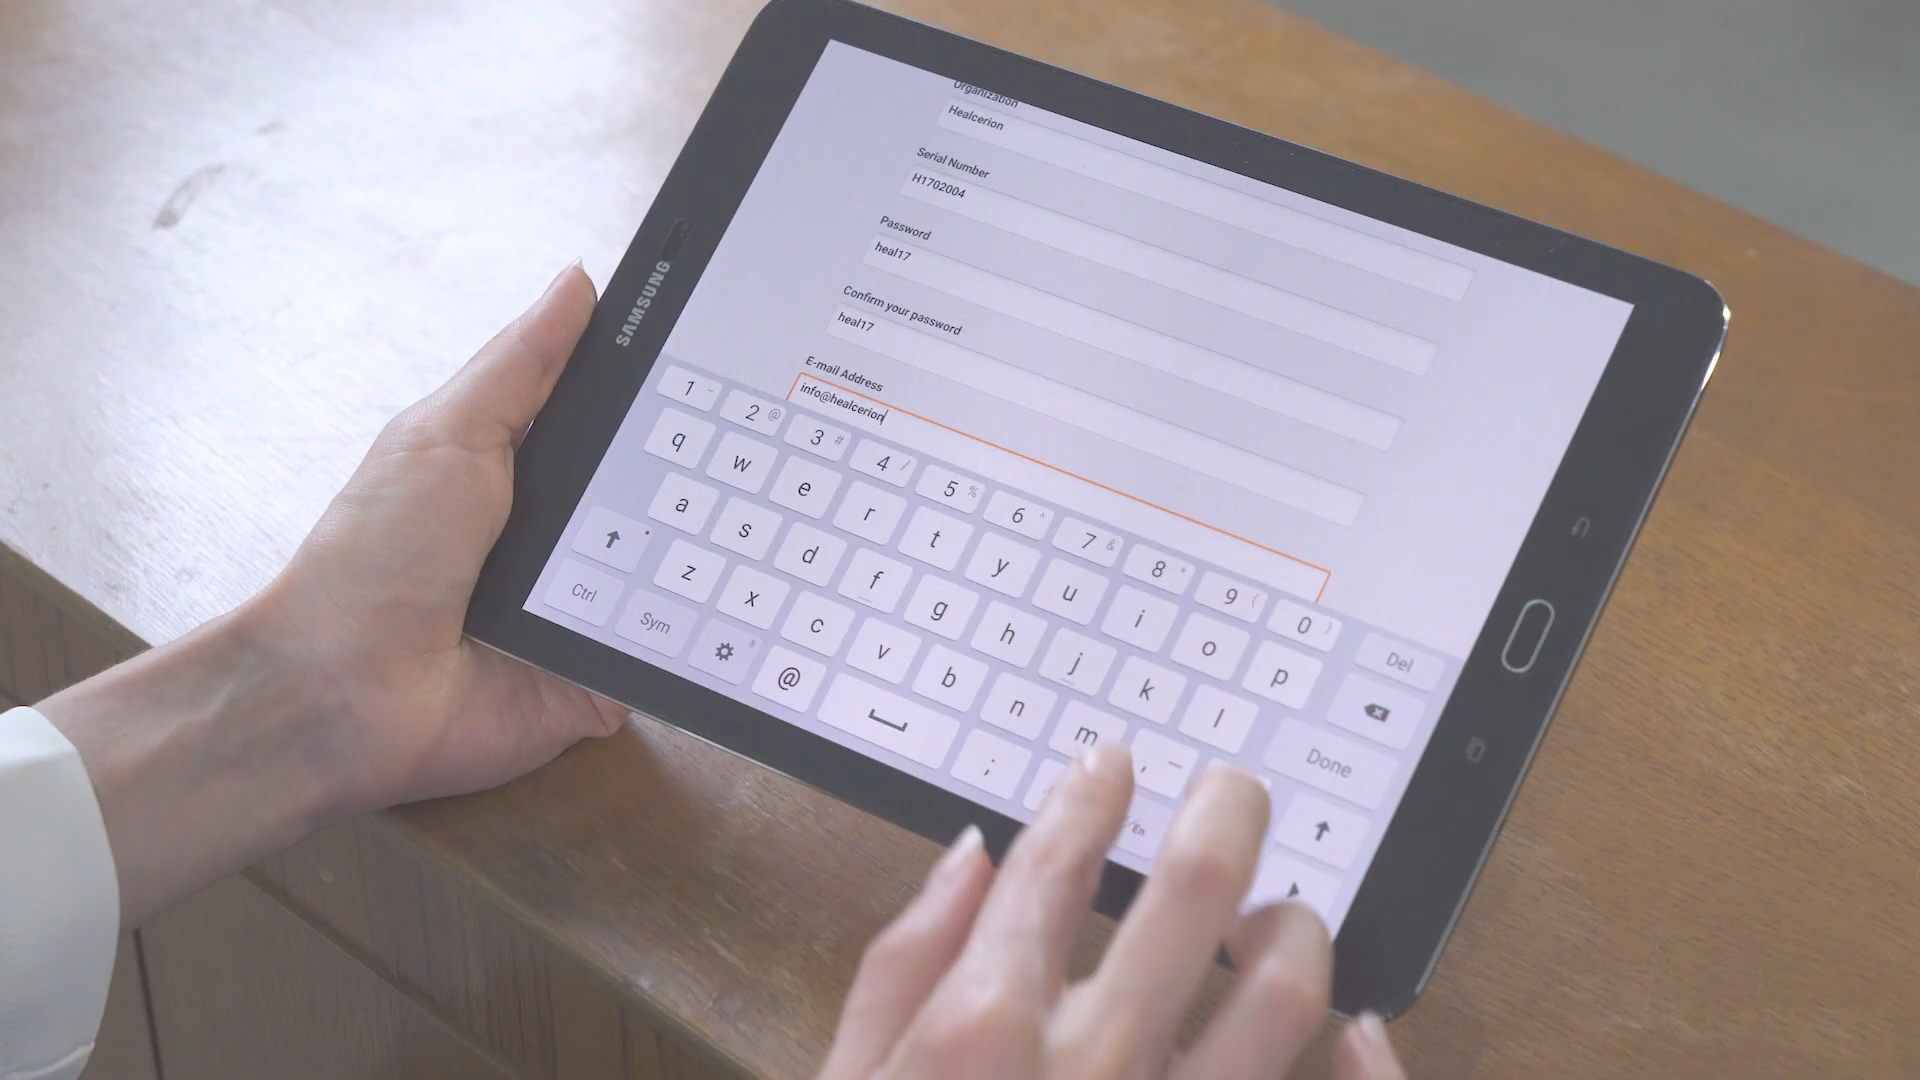 Organization
Healcerion
Serial Number
H1702004
Password
heal17
Confirm your password
heal17
E-mail Address
info@healcerion
SAMSUNG
1 - 2 @ 3 # 4 / 5 % 6 ^ 7 & 8 * 9 ( 0 ) Del
q w e r t y u i o p
a s d f g h j k l Done
z x c v b n m , —
Ctrl Sym @ ; /En